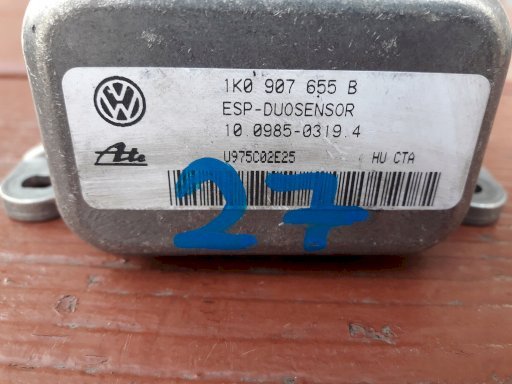 1K0 907 655 B
ESP-DUOSENSOR
10.0985-0319.4
Ate
U975C02E25 HU CTA
27